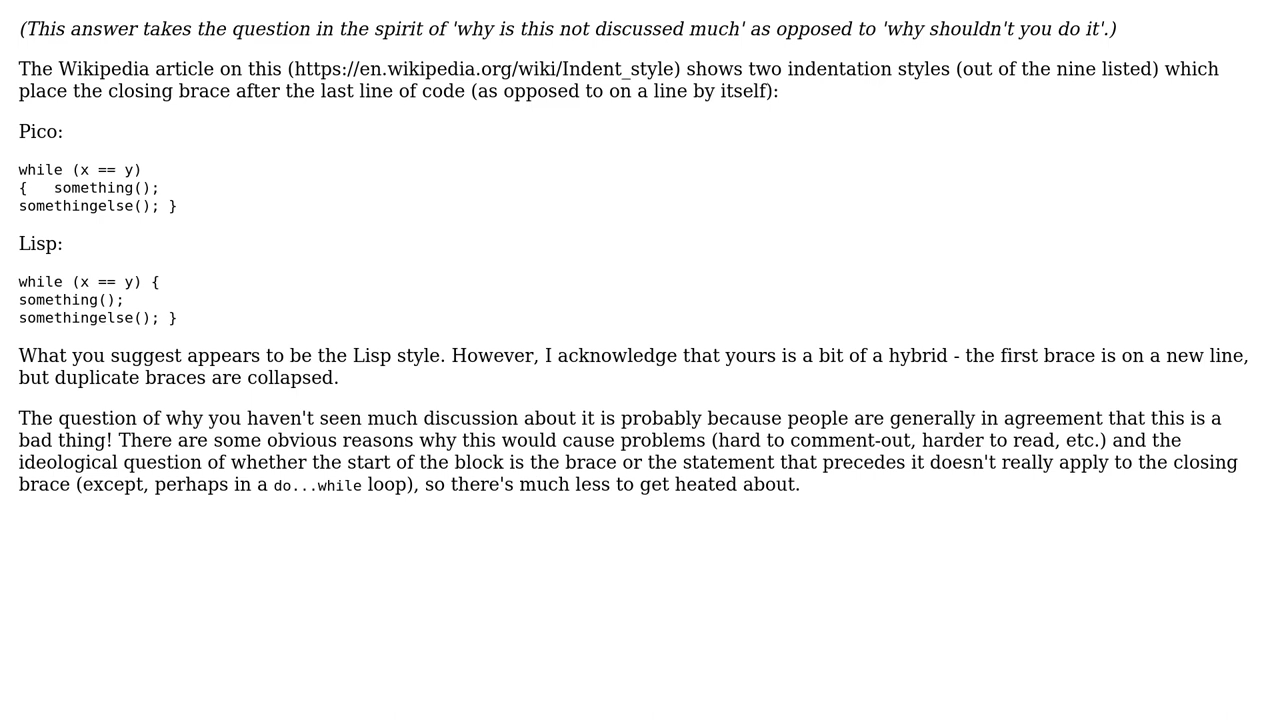 (This answer takes the question in the spirit of 'why is this not discussed much' as opposed to 'why shouldn't you do it'.)
The Wikipedia article on this (https://en.wikipedia.org/wiki/Indent_style) shows two indentation styles (out of the nine listed) which
place the closing brace after the last line of code (as opposed to on a line by itself):
Pico:
while (x == y)
{   something();
somethingelse(); }
Lisp:
while (x == y) {
something();
somethingelse(); }
What you suggest appears to be the Lisp style. However, I acknowledge that yours is a bit of a hybrid - the first brace is on a new line,
but duplicate braces are collapsed.
The question of why you haven't seen much discussion about it is probably because people are generally in agreement that this is a
bad thing! There are some obvious reasons why this would cause problems (hard to comment-out, harder to read, etc.) and the
ideological question of whether the start of the block is the brace or the statement that precedes it doesn't really apply to the closing
brace (except, perhaps in a do...while loop), so there's much less to get heated about.